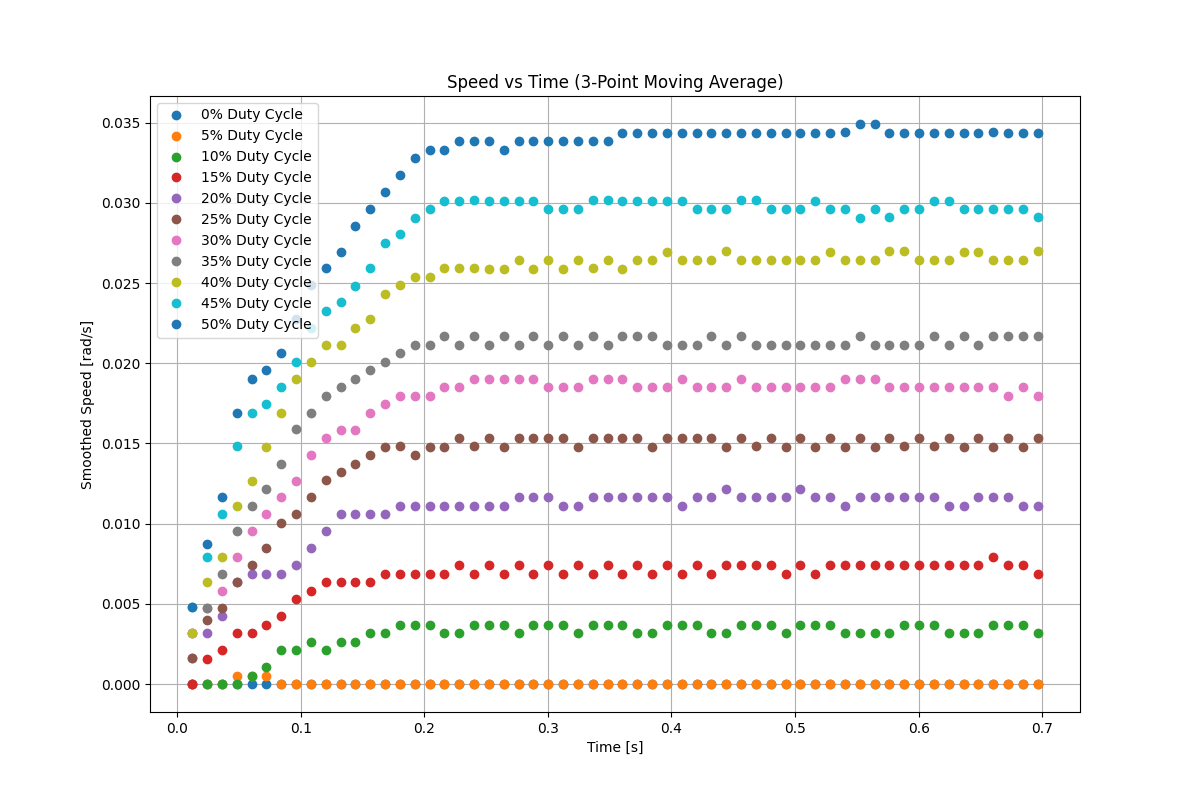 Speed vs Time (3-Point Moving Average)
0% Duty Cycle
5% Duty Cycle
10% Duty Cycle
15% Duty Cycle
20% Duty Cycle
25% Duty Cycle
30% Duty Cycle
35% Duty Cycle
40% Duty Cycle
45% Duty Cycle
50% Duty Cycle
Smoothed Speed [rad/s]
0.035
0.030
0.025
0.020
0.015
0.010
0.005
0.000
0.0 0.1 0.2 0.3 0.4 0.5 0.6 0.7
Time [s]